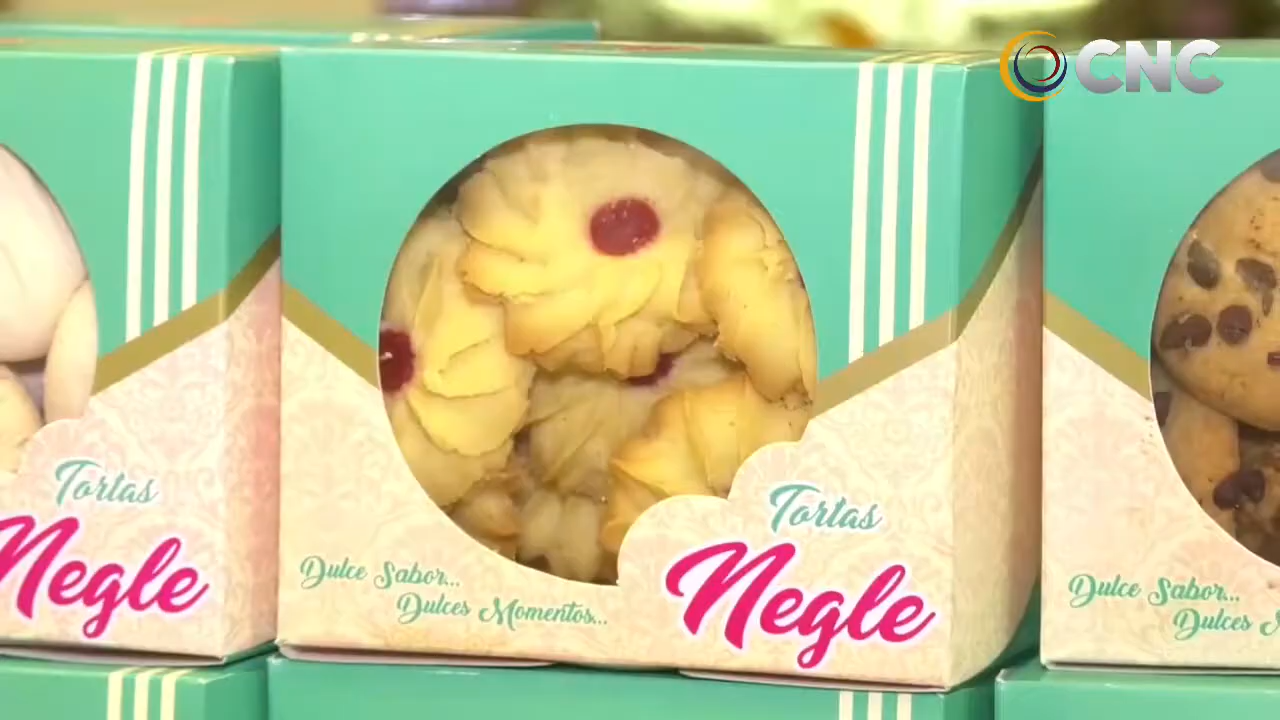 CNC
Tortas
Negle
Tortas
Negle
Dulce Sabor...
Dulces Momentos...
Dulce Sabor...
Dulces